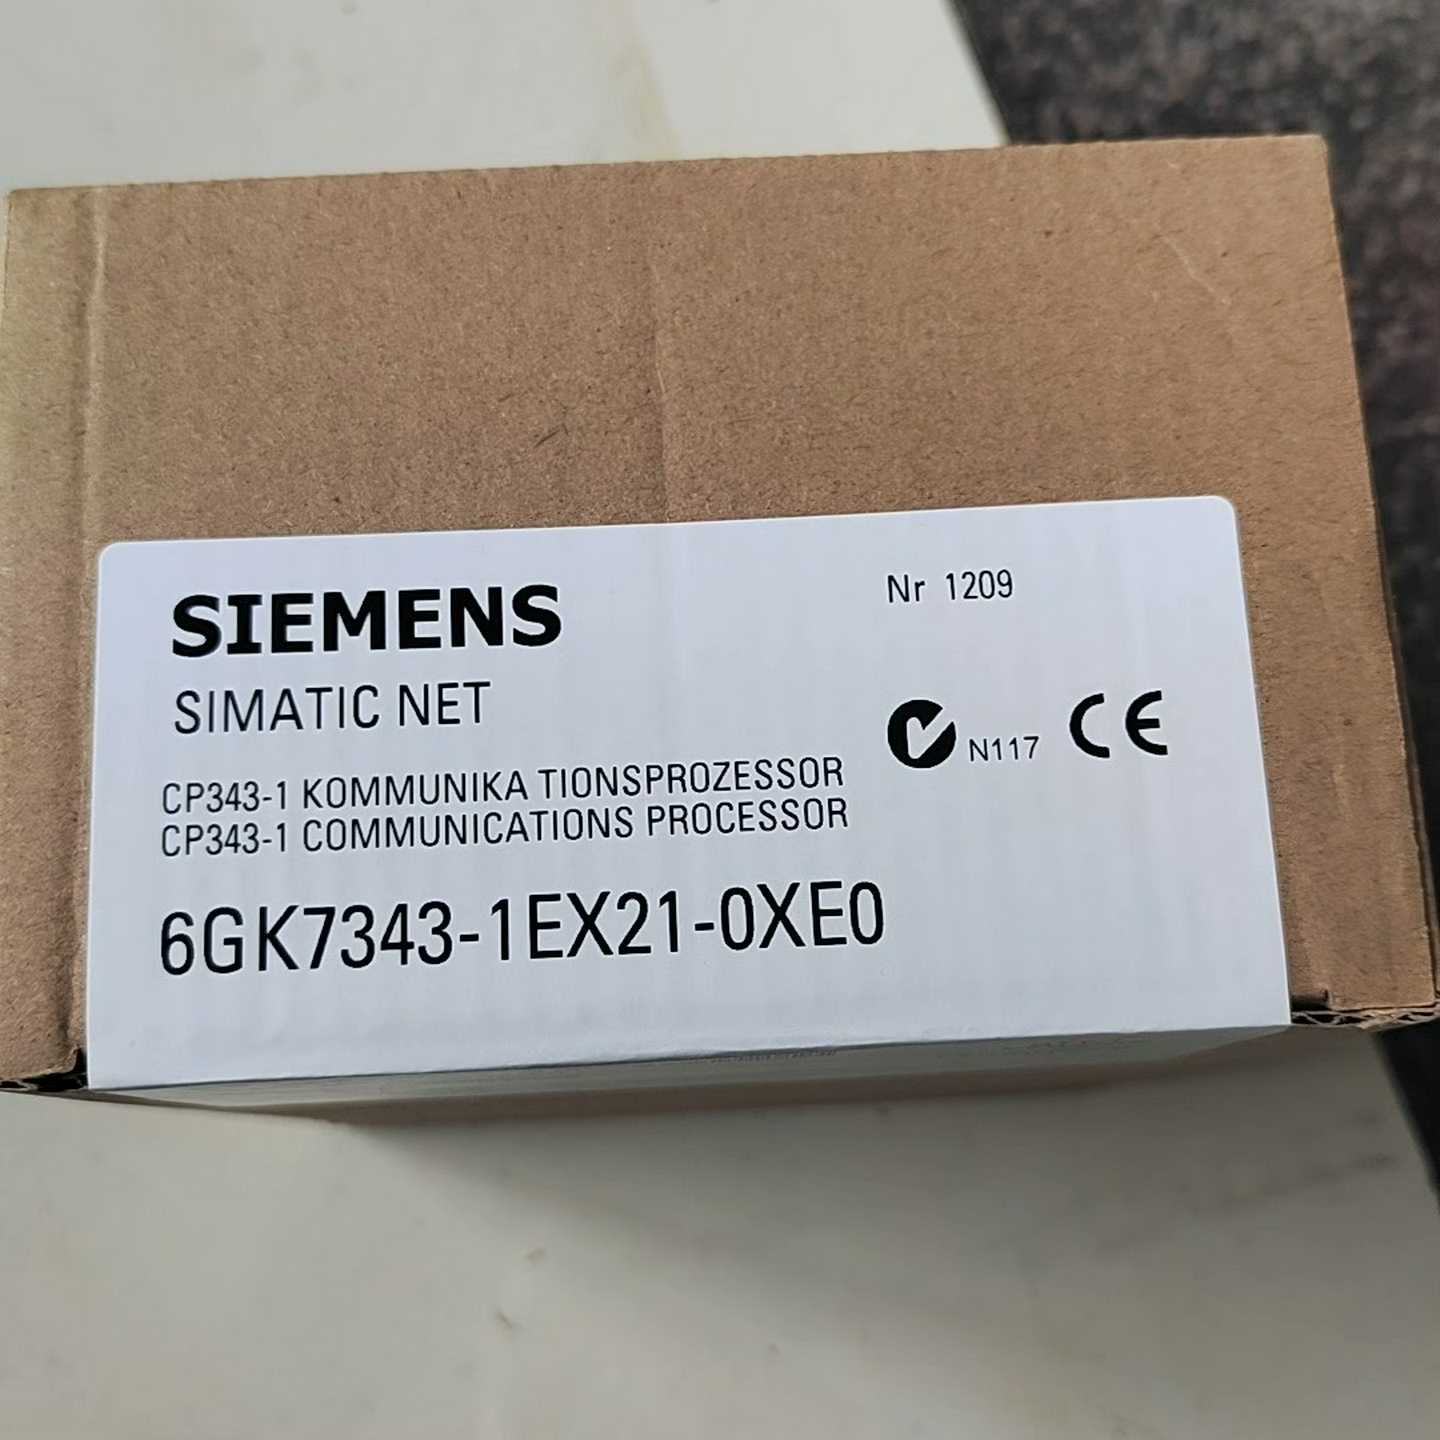 SIEMENS
Nr 1209
SIMATIC NET
N117 CE
CP343-1 KOMMUNIKA TIONSPROZESSOR
CP343-1 COMMUNICATIONS PROCESSOR
6GK7343-1EX21-0XE0